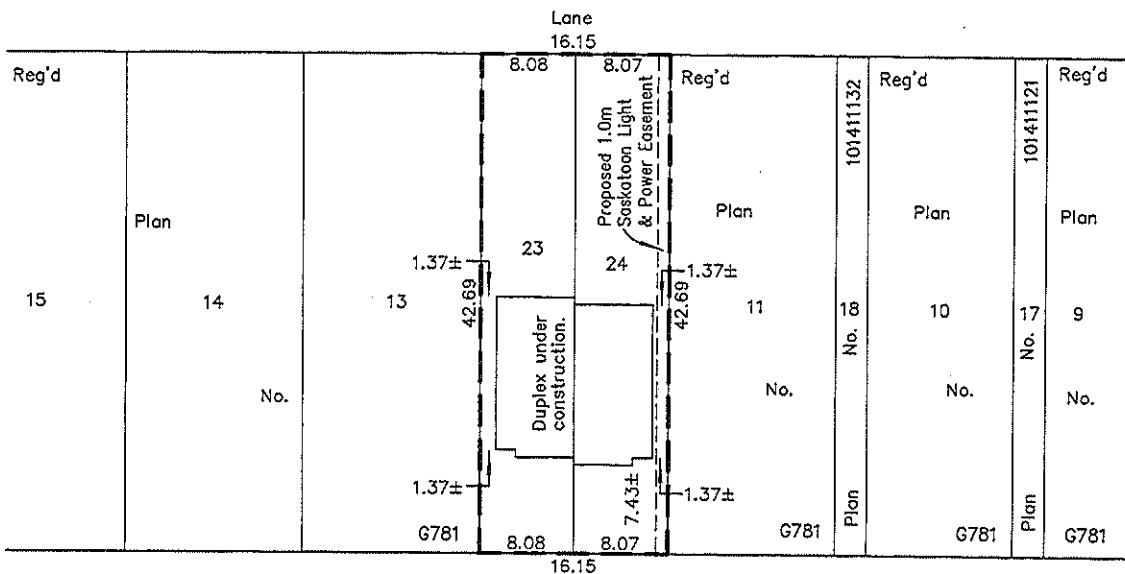 Lane
16.15
8.08
8.07
Reg'd
Reg'd
Reg'd
Reg'd
101411132
101411121
Proposed 1.0m
Saskatoon Light
& Power Easement
Plan
Plan
Plan
Plan
23
24
1.37±
1.37±
42.69
42.69
15
14
13
11
18
10
17
9
Duplex under
construction.
No.
No.
No.
No.
No.
No.
1.37±
1.37±
7.43±
G781
G781
G781
G781
Plan
Plan
8.08
8.07
16.15